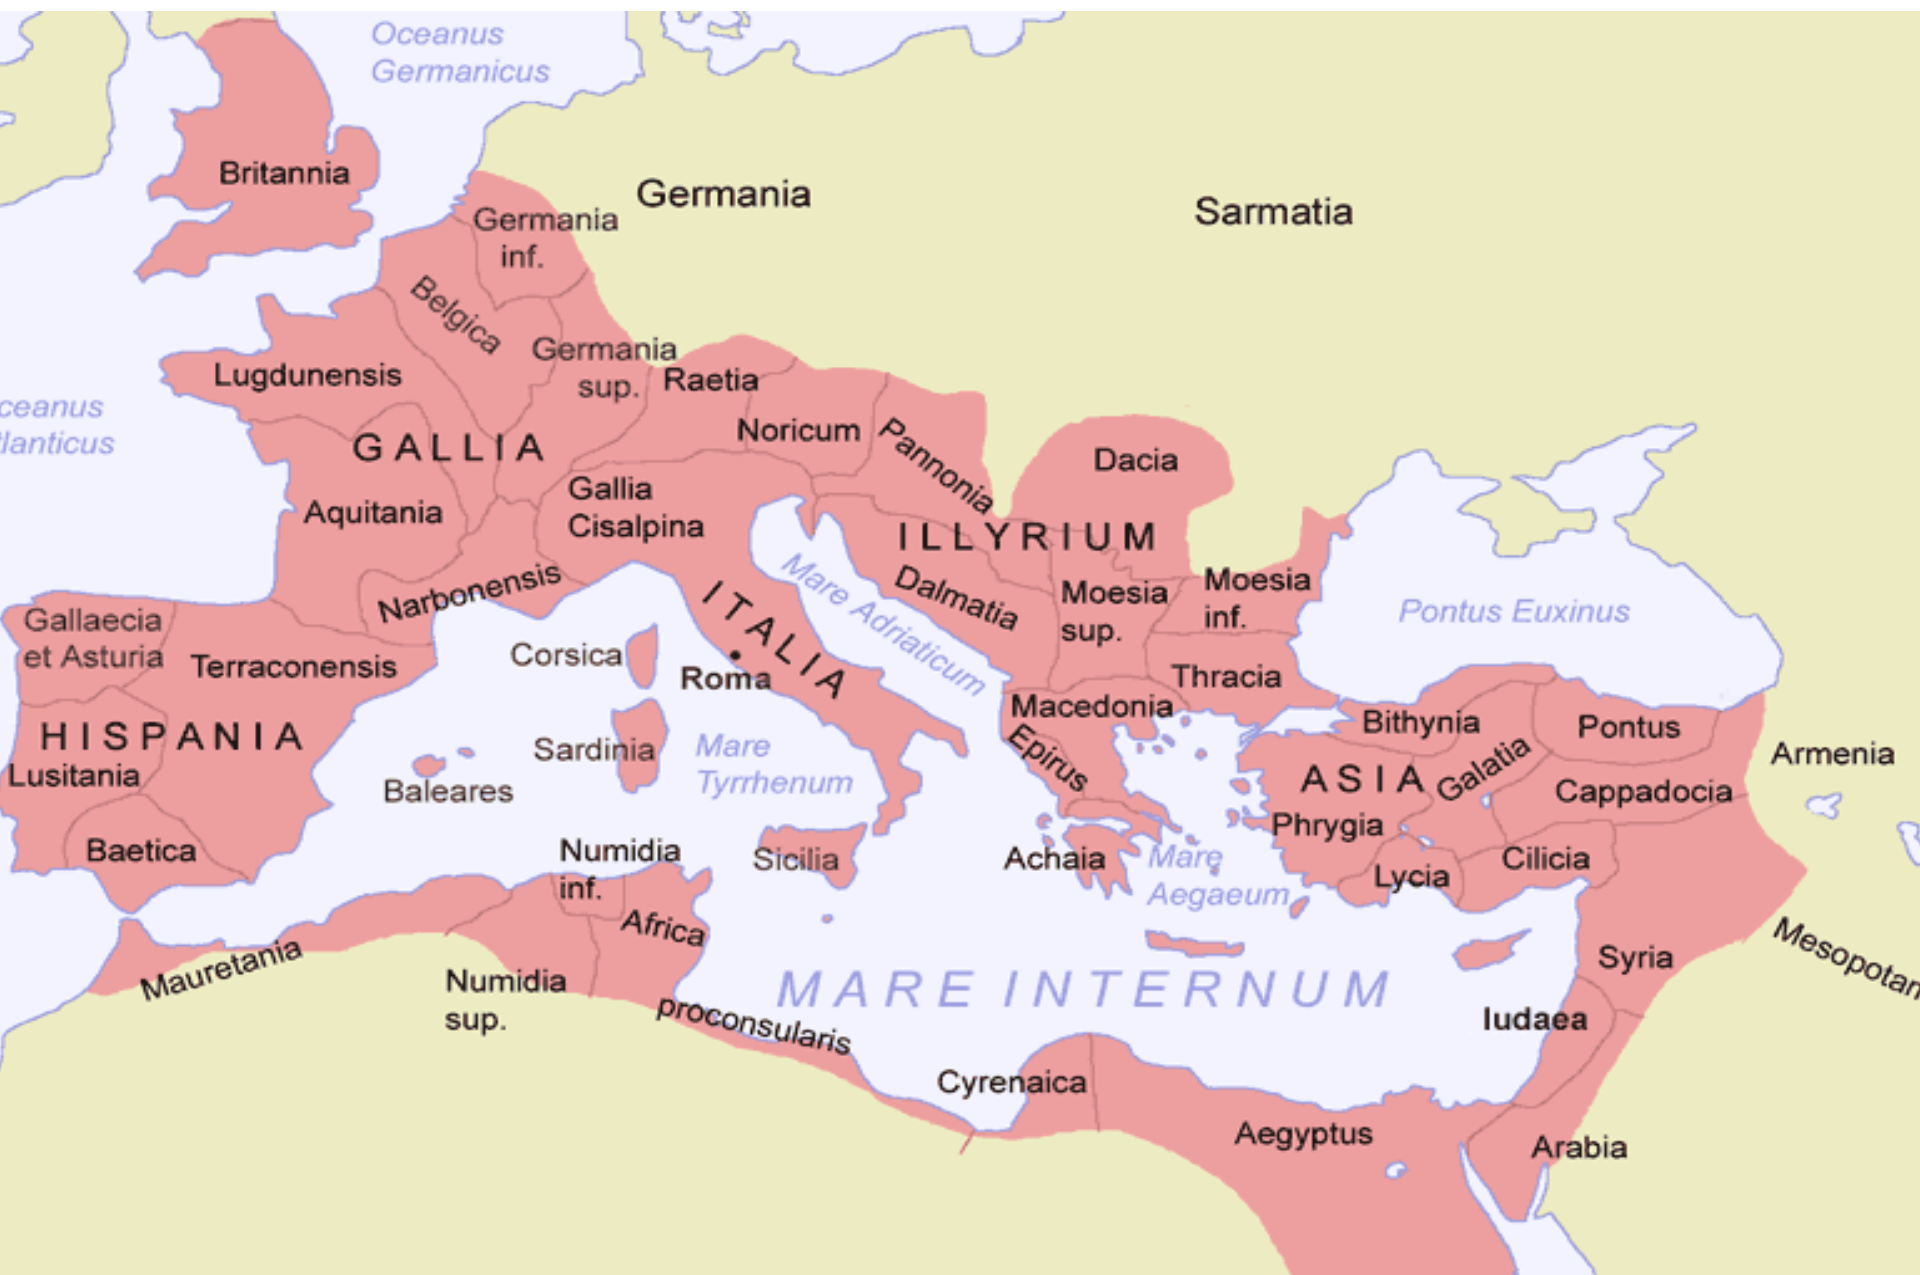 Oceanus
Germanicus
Britannia
Germania
Sarmatia
Germania
inf.
Belgica
Germania
sup.
Lugdunensis
Raetia
ceanus
lanticus
Noricum
Pannonia
GALLIA
Dacia
Gallia
Cisalpina
Aquitania
ILLYRIUM
Mare Adriaticum
Dalmatia
Moesia
sup.
Moesia
inf.
Pontus Euxinus
Narbonensis
ITALIA
Gallaecia
et Asturia
Terraconensis
Corsica
Roma
Thracia
Macedonia
Bithynia
Pontus
HISPANIA
Sardinia
Mare
Tyrrhenum
Epirus
Armenia
Lusitania
Baleares
ASIA
Galatia
Cappadocia
Phrygia
Baetica
Numidia
inf.
Sicilia
Achaia
Mare
Aegaeum
Lycia
Cilicia
Africa
proconsularis
Mauretania
Numidia
sup.
MARE INTERNUM
Syria
Mesopotan
Iudaea
Cyrenaica
Aegyptus
Arabia